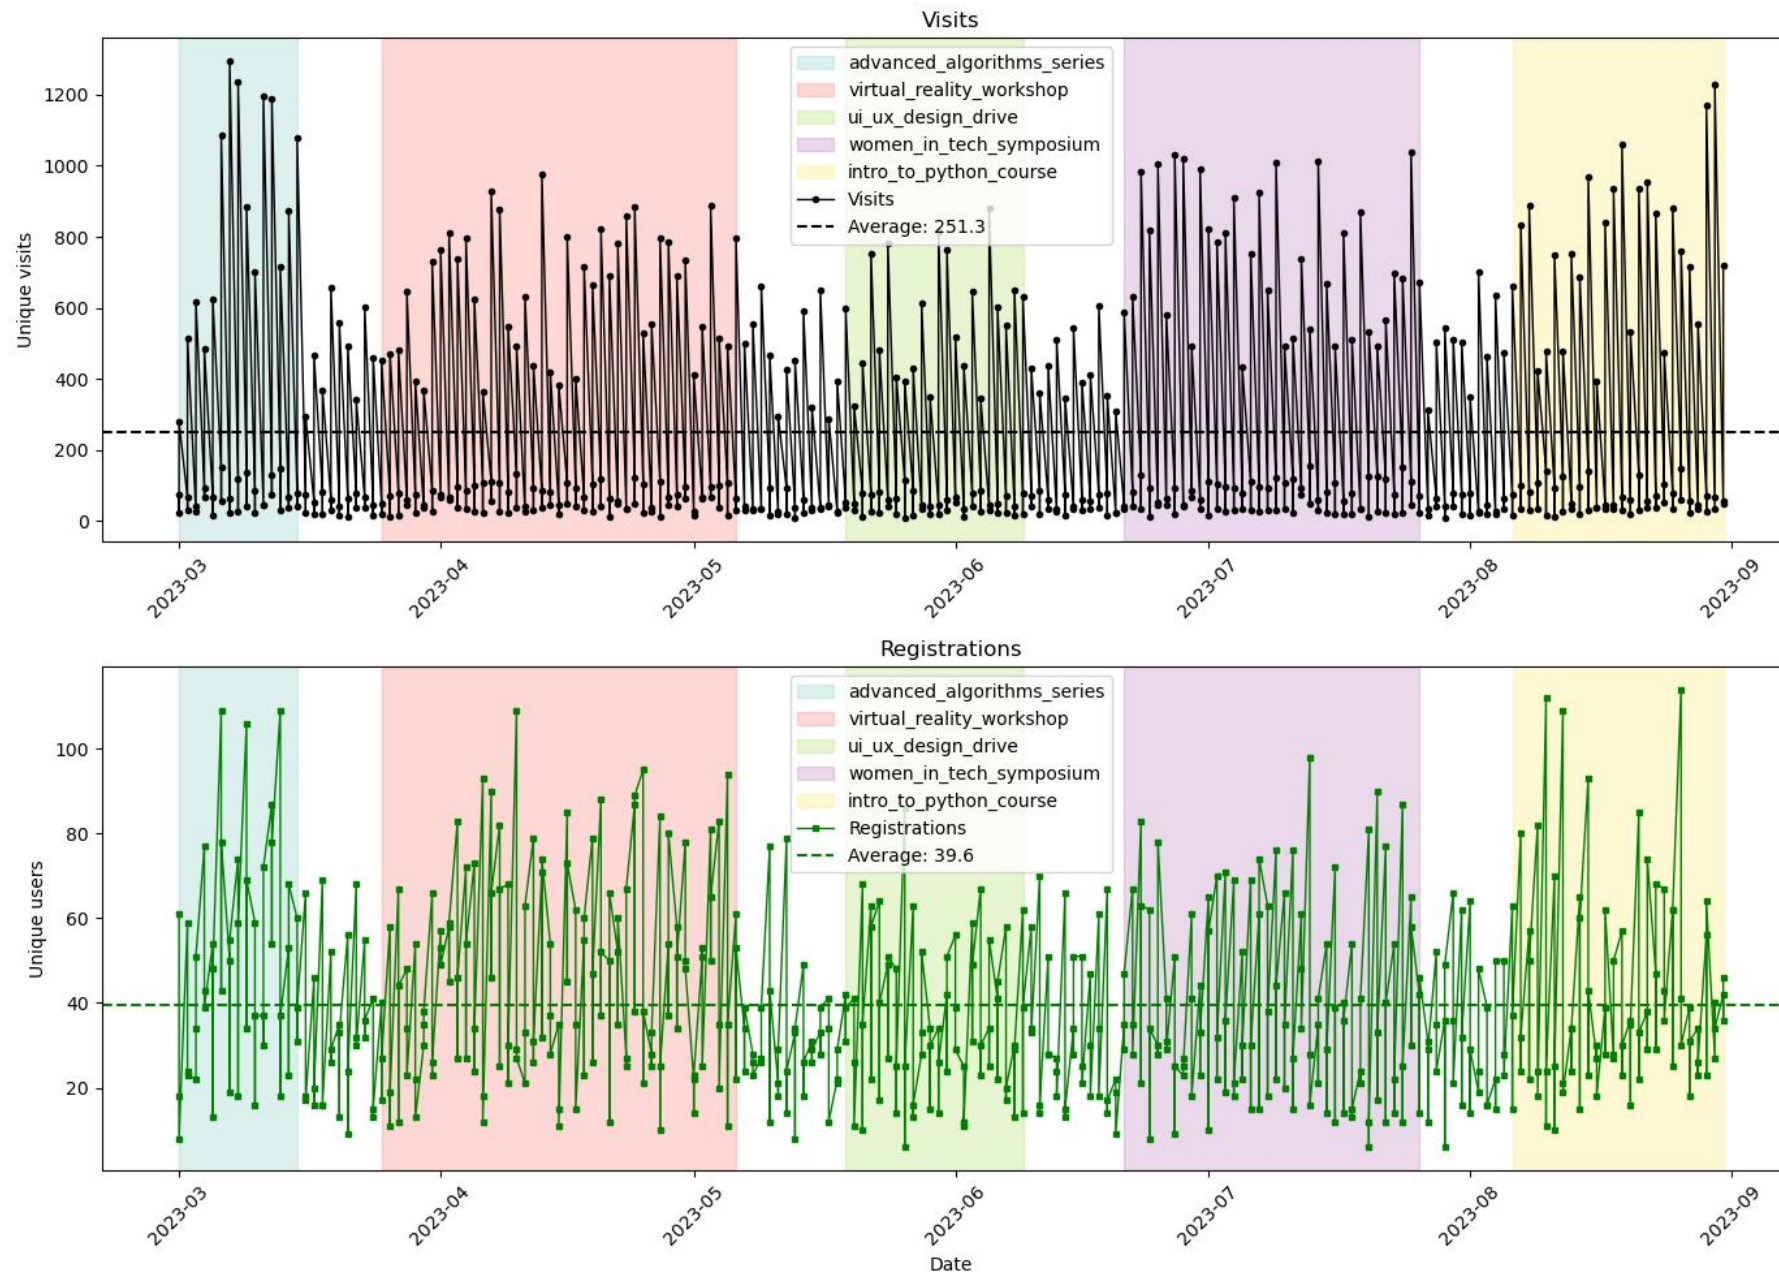 Visits
advanced_algorithms_series
virtual_reality_workshop
ui_ux_design_drive
women_in_tech_symposium
intro_to_python_course
Visits
Average: 251.3
Unique visits
1200
1000
800
600
400
200
0
2023-03
2023-04
2023-05
2023-06
2023-07
2023-08
2023-09
Registrations
advanced_algorithms_series
virtual_reality_workshop
ui_ux_design_drive
women_in_tech_symposium
intro_to_python_course
Registrations
Average: 39.6
Unique users
100
80
60
40
20
2023-03
2023-04
2023-05
2023-06
2023-07
2023-08
2023-09
Date